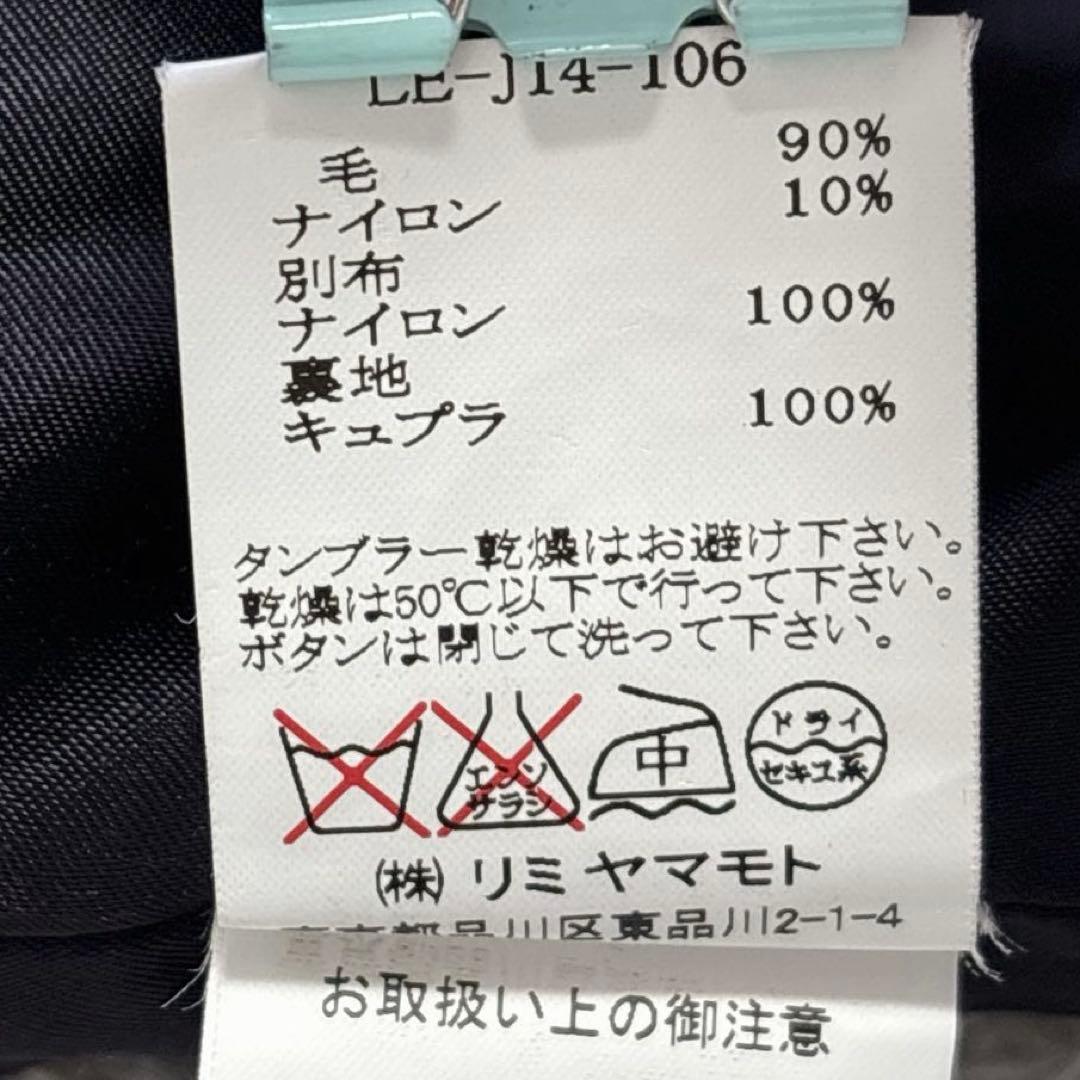 LE-J14-106
毛 90%
ナイロン 10%
別布
ナイロン 100%
裏地
キュプラ 100%
タンブラー乾燥はお避け下さい。
乾燥は50℃以下で行って下さい。
ボタンは閉じて洗って下さい。
エンソ
サラシ
中
ドライ
セキユ系
㈱リミ ヤマモト
東京都品川区東品川2-1-4
お取扱い上の御注意